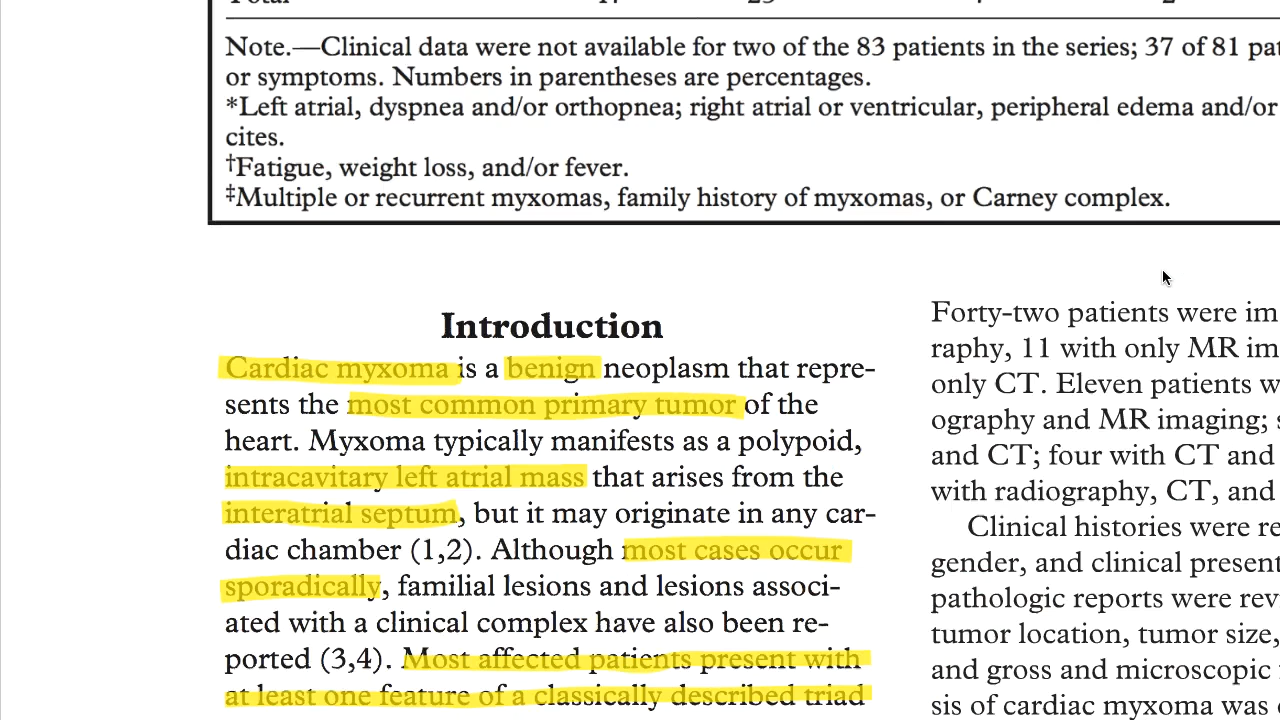 Note.—Clinical data were not available for two of the 83 patients in the series; 37 of 81
or symptoms. Numbers in parentheses are percentages.
*Left atrial, dyspnea and/or orthopnea; right atrial or ventricular, peripheral edema and/or
cites.
†Fatigue, weight loss, and/or fever.
‡Multiple or recurrent myxomas, family history of myxomas, or Carney complex.
Introduction
Cardiac myxoma is a benign neoplasm that repre-
sents the most common primary tumor of the
heart. Myxoma typically manifests as a polypoid,
intracavitary left atrial mass that arises from the
interatrial septum, but it may originate in any car-
diac chamber (1,2). Although most cases occur
sporadically, familial lesions and lesions associ-
ated with a clinical complex have also been re-
ported (3,4). Most affected patients present with
at least one feature of a classically described triad
Forty-two patients were im
raphy, 11 with only MR im
only CT. Eleven patients
ography and MR imaging;
and CT; four with CT and
with radiography, CT, and
Clinical histories were re
gender, and clinical present
pathologic reports were rev
tumor location, tumor size,
and gross and microscopic
sis of cardiac myxoma was